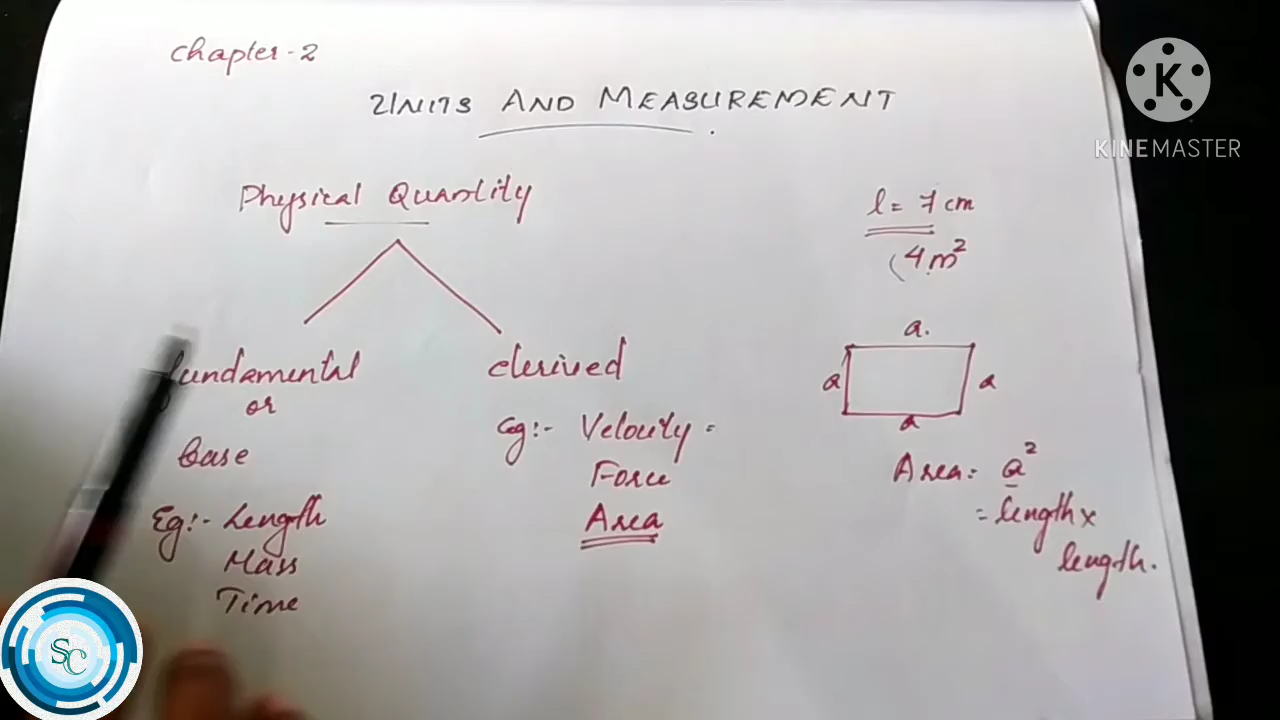 Chapter-2
UNITS AND MEASUREMENT
Physical Quantity
fundamental
or
base
Eg:- Length
Mass
Time
derived
Eg:- Velocity =
Force
Area
l = 7 cm
(4 m²
a.
a
a
a
Area = a²
= length x
length.
K
KINEMASTER
SC